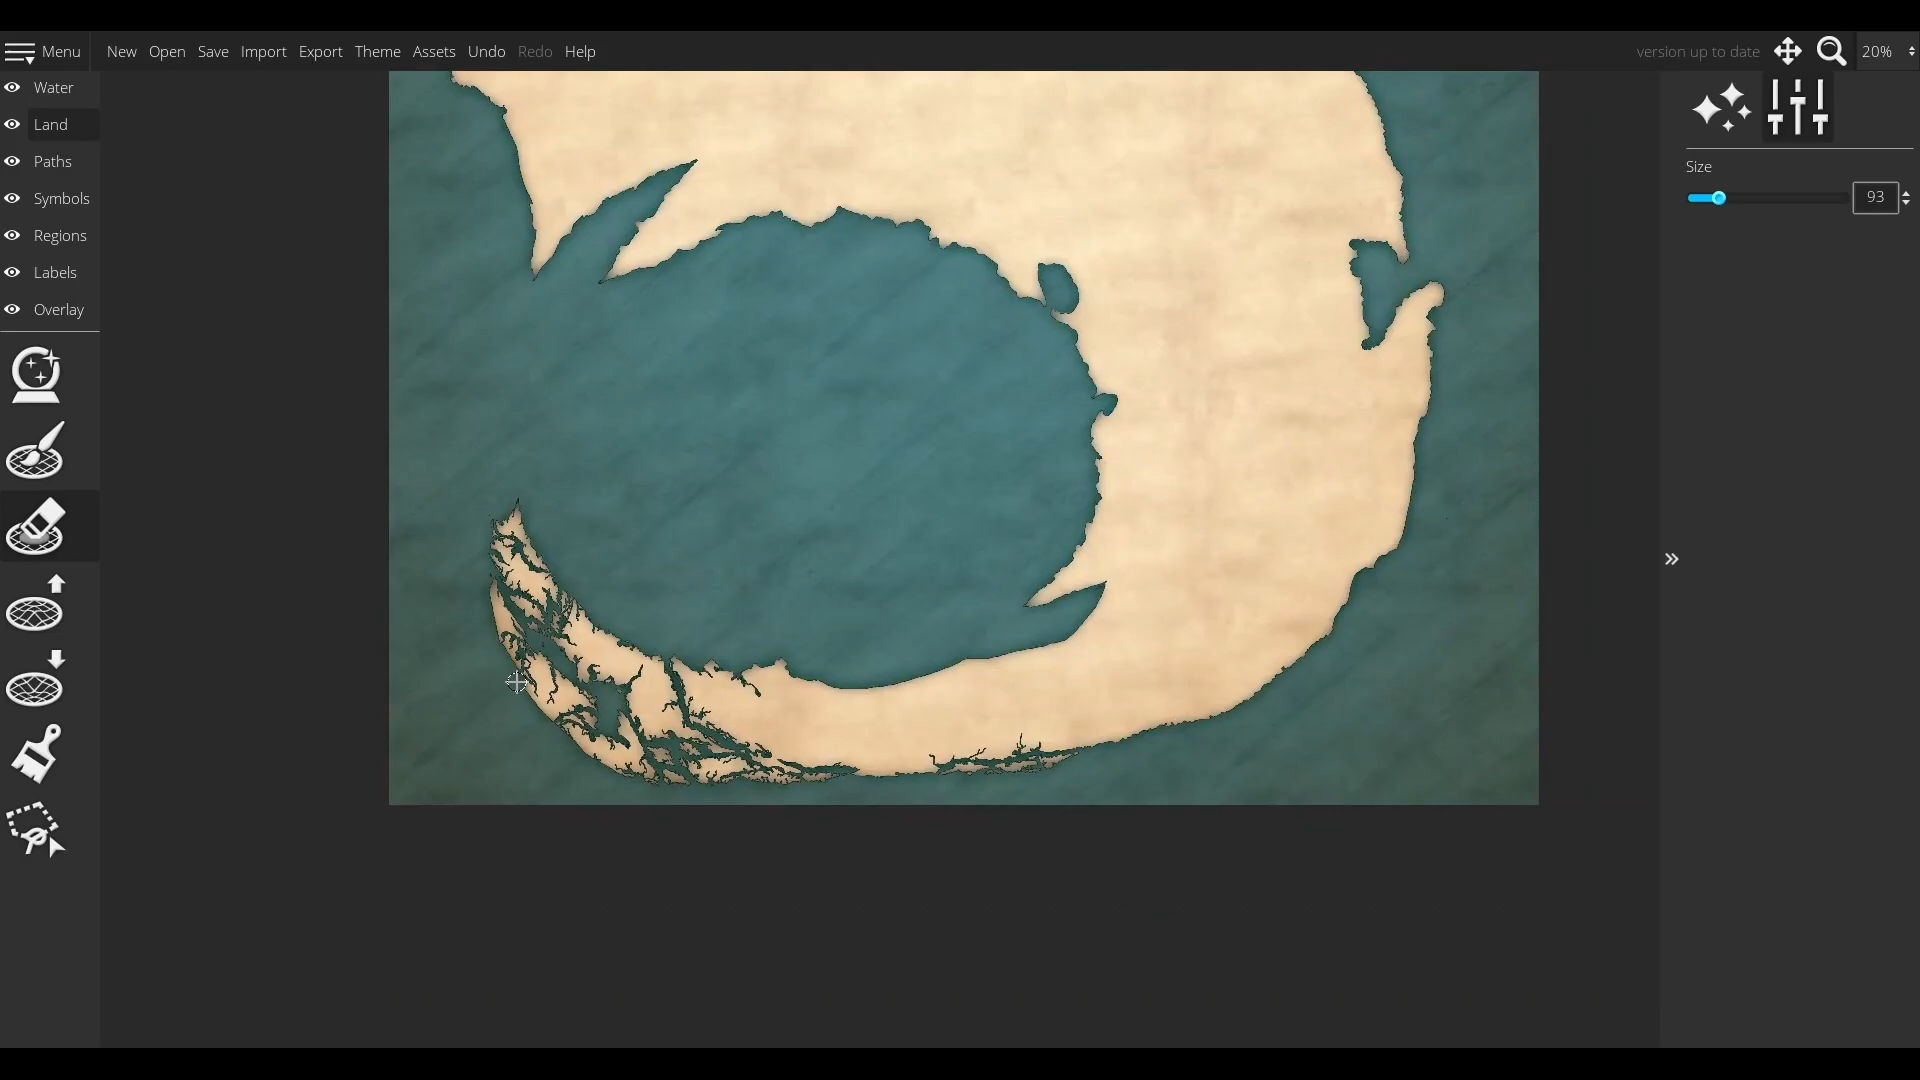 Menu New Open Save Import Export Theme Assets Undo Redo Help version up to date 20%
Water
Land
Paths
Symbols
Regions
Labels
Overlay
Size
93